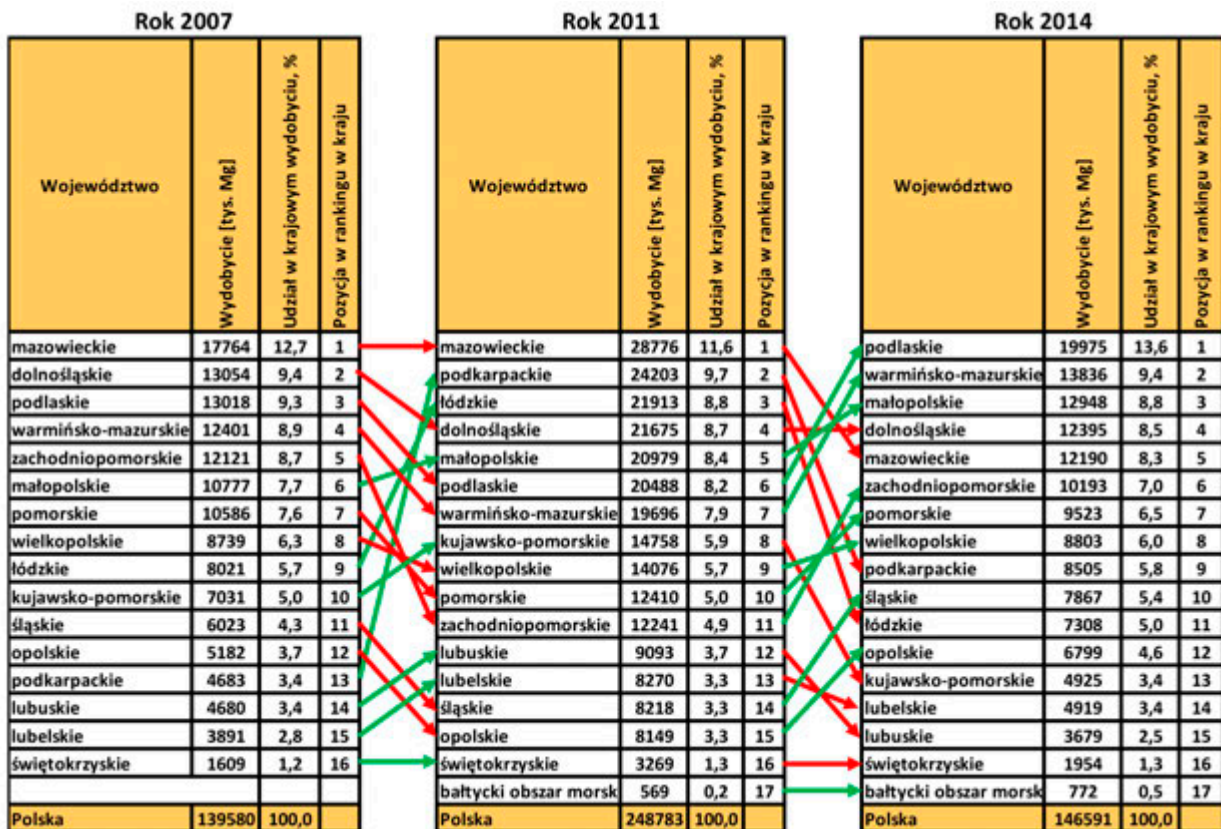 Rok 2007
Województwo Wydobycie [tys. Mg] Udział w krajowym wydobyciu, % Pozycja w rankingu w kraju
mazowieckie 17764 12,7 1
dolnośląskie 13054 9,4 2
podlaskie 13018 9,3 3
warmińsko-mazurskie 12401 8,9 4
zachodniopomorskie 12121 8,7 5
małopolskie 10777 7,7 6
pomorskie 10586 7,6 7
wielkopolskie 8739 6,3 8
łódzkie 8021 5,7 9
kujawsko-pomorskie 7031 5,0 10
śląskie 6023 4,3 11
opolskie 5182 3,7 12
podkarpackie 4683 3,4 13
lubuskie 4680 3,4 14
lubelskie 3891 2,8 15
świętokrzyskie 1609 1,2 16
Polska 139580 100,0
Rok 2011
Województwo Wydobycie [tys. Mg] Udział w krajowym wydobyciu, % Pozycja w rankingu w kraju
mazowieckie 28776 11,6 1
podkarpackie 24203 9,7 2
łódzkie 21913 8,8 3
dolnośląskie 21675 8,7 4
małopolskie 20979 8,4 5
podlaskie 20488 8,2 6
warmińsko-mazurskie 19696 7,9 7
kujawsko-pomorskie 14758 5,9 8
wielkopolskie 14076 5,7 9
pomorskie 12410 5,0 10
zachodniopomorskie 12241 4,9 11
lubuskie 9093 3,7 12
lubelskie 8270 3,3 13
śląskie 8218 3,3 14
opolskie 8149 3,3 15
świętokrzyskie 3269 1,3 16
bałtycki obszar morsk 569 0,2 17
Polska 248783 100,0
Rok 2014
Województwo Wydobycie [tys. Mg] Udział w krajowym wydobyciu, % Pozycja w rankingu w kraju
podlaskie 19975 13,6 1
warmińsko-mazurskie 13836 9,4 2
małopolskie 12948 8,8 3
dolnośląskie 12395 8,5 4
mazowieckie 12190 8,3 5
zachodniopomorskie 10193 7,0 6
pomorskie 9523 6,5 7
wielkopolskie 8803 6,0 8
podkarpackie 8505 5,8 9
śląskie 7867 5,4 10
łódzkie 7308 5,0 11
opolskie 6799 4,6 12
kujawsko-pomorskie 4925 3,4 13
lubelskie 4919 3,4 14
lubuskie 3679 2,5 15
świętokrzyskie 1954 1,3 16
bałtycki obszar morsk 772 0,5 17
Polska 146591 100,0